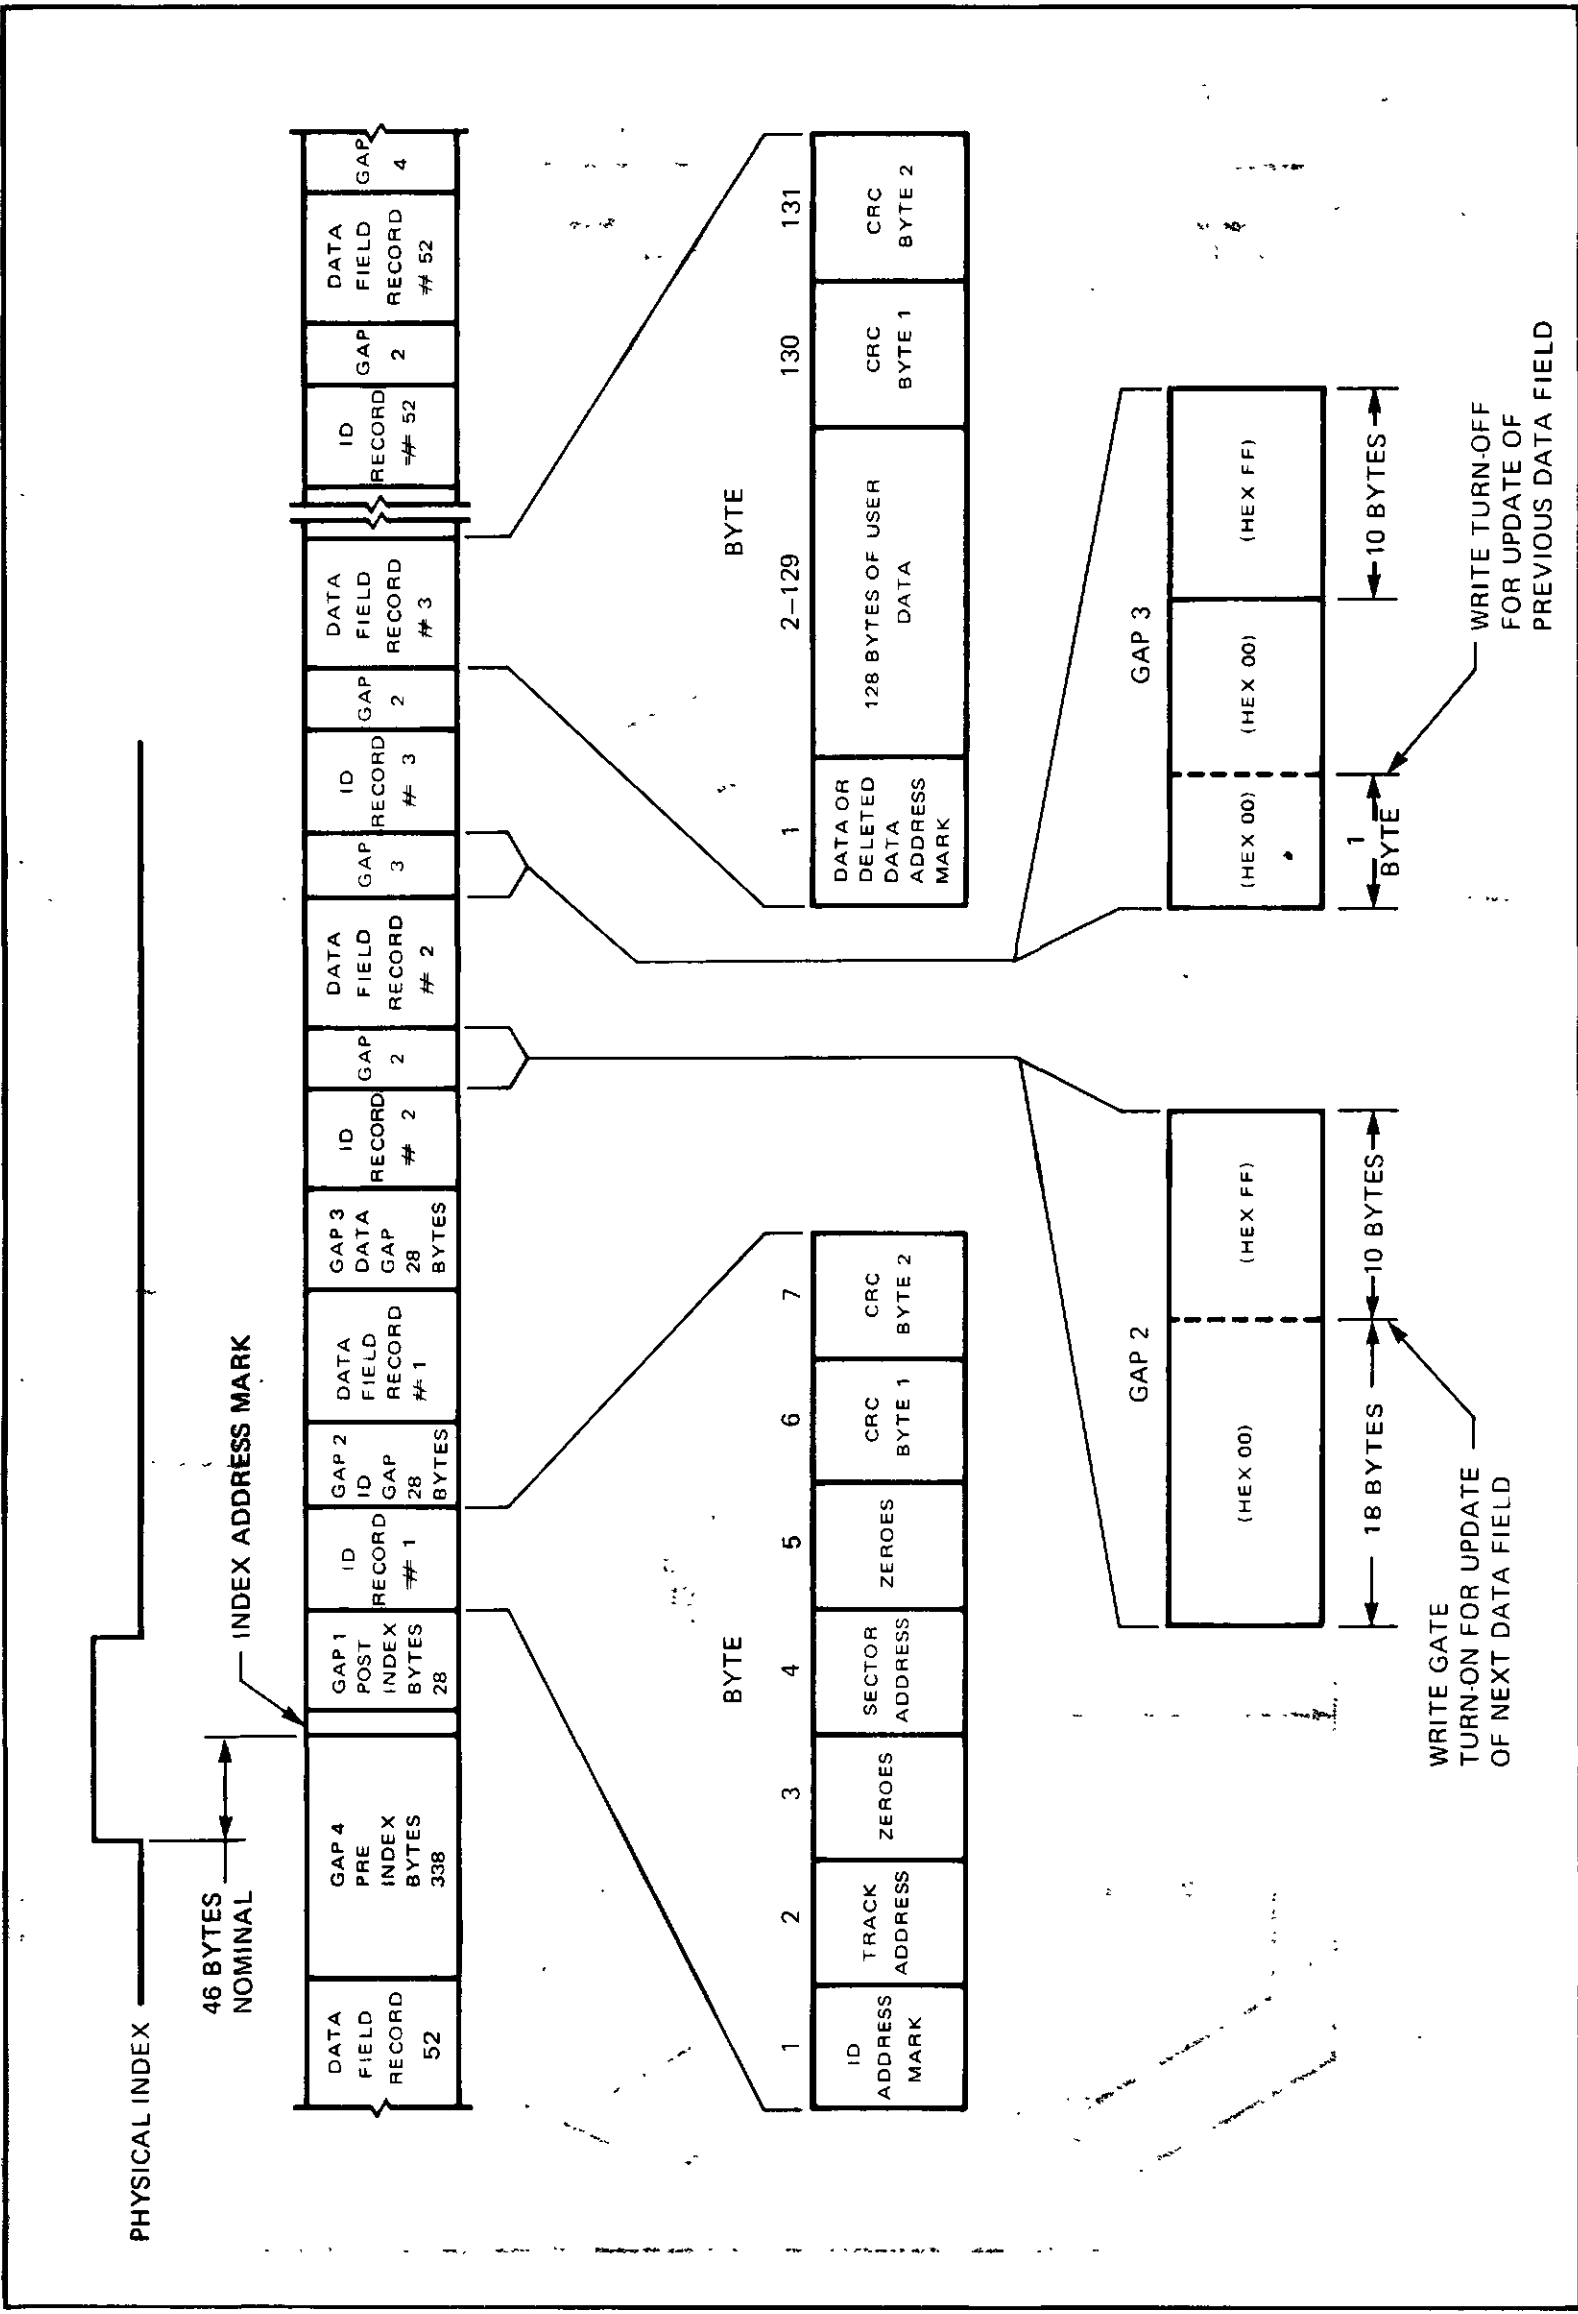 PHYSICAL INDEX
46 BYTES
NOMINAL
INDEX ADDRESS MARK
DATA
FIELD
RECORD
52
GAP 4
PRE
INDEX
BYTES
338
GAP 1
POST
INDEX
BYTES
28
ID
RECORD
# 1
GAP 2
ID
GAP
28
BYTES
DATA
FIELD
RECORD
# 1
GAP 3
DATA
GAP
28
BYTES
ID
RECORD
# 2
GAP
2
DATA
FIELD
RECORD
# 2
GAP
3
ID
RECORD
# 3
GAP
2
DATA
FIELD
RECORD
# 3
ID
RECORD
# 52
GAP
2
DATA
FIELD
RECORD
# 52
GAP
4
BYTE
1
2
3
4
5
6
7
ID
ADDRESS
MARK
TRACK
ADDRESS
ZEROES
SECTOR
ADDRESS
ZEROES
CRC
BYTE 1
CRC
BYTE 2
BYTE
1
2–129
130
131
DATA OR
DELETED
DATA
ADDRESS
MARK
128 BYTES OF USER
DATA
CRC
BYTE 1
CRC
BYTE 2
GAP 2
(HEX 00)
(HEX FF)
18 BYTES
10 BYTES
WRITE GATE
TURN-ON FOR UPDATE
OF NEXT DATA FIELD
GAP 3
(HEX 00)
(HEX 00)
(HEX FF)
1
BYTE
10 BYTES
WRITE TURN-OFF
FOR UPDATE OF
PREVIOUS DATA FIELD